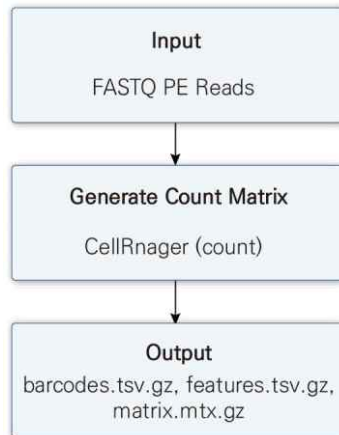 Input
FASTQ PE Reads
Generate Count Matrix
CellRnager (count)
Output
barcodes.tsv.gz, features.tsv.gz,
matrix.mtx.gz